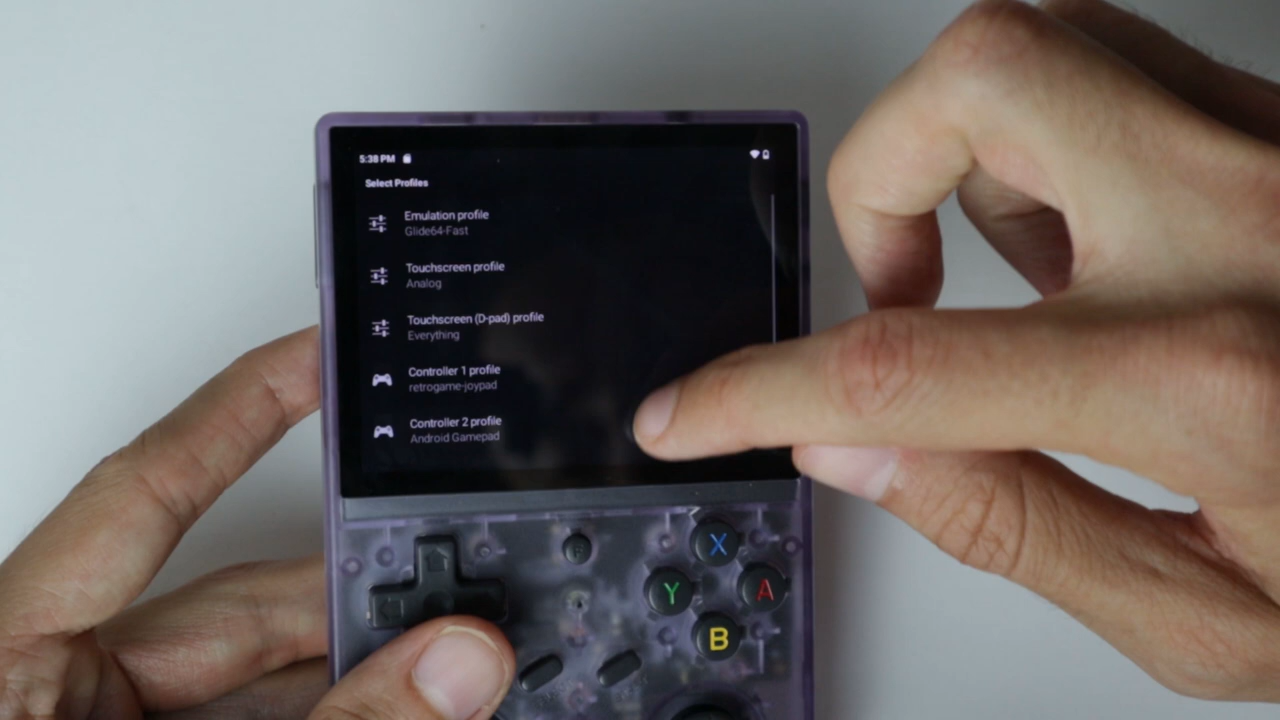 5:38 PM
Select Profiles
Emulation profile
Glide64-Fast
Touchscreen profile
Analog
Touchscreen (D-pad) profile
Everything
Controller 1 profile
retrogame-joypad
Controller 2 profile
Android Gamepad
F
X
Y
A
B